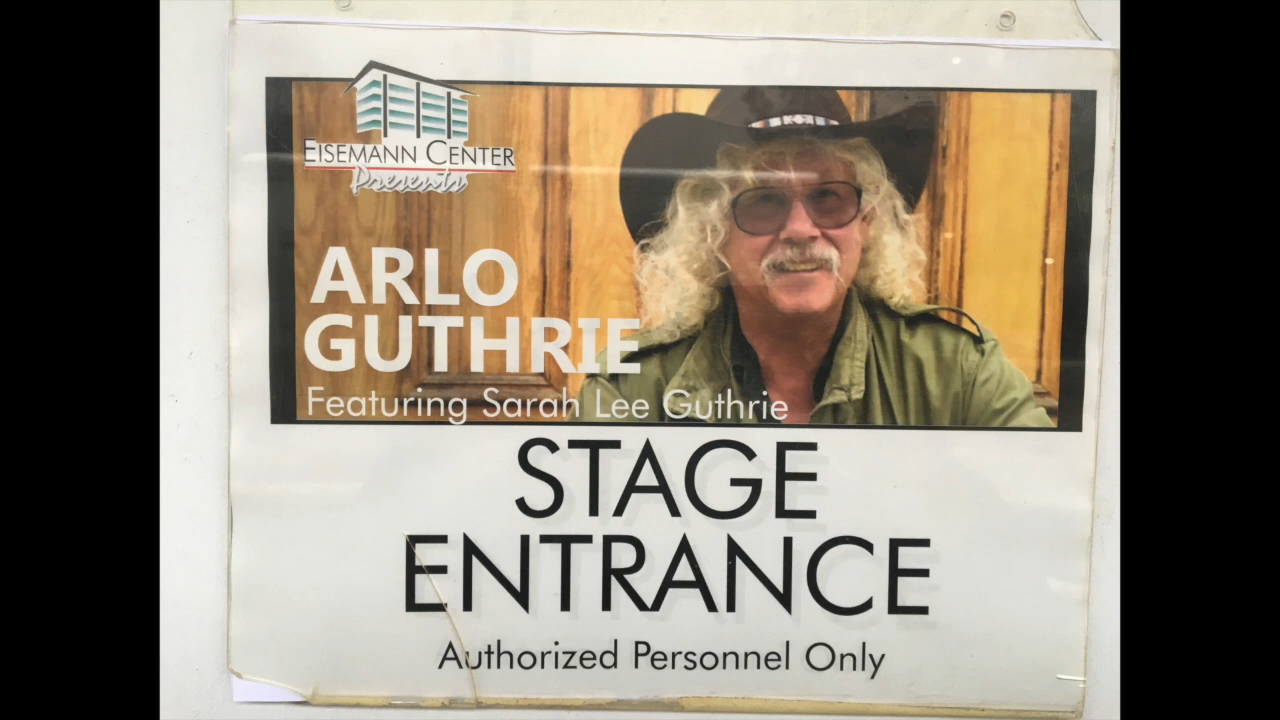 EISEMANN CENTER
Presents
ARLO
GUTHRIE
Featuring Sarah Lee Guthrie
STAGE
ENTRANCE
Authorized Personnel Only